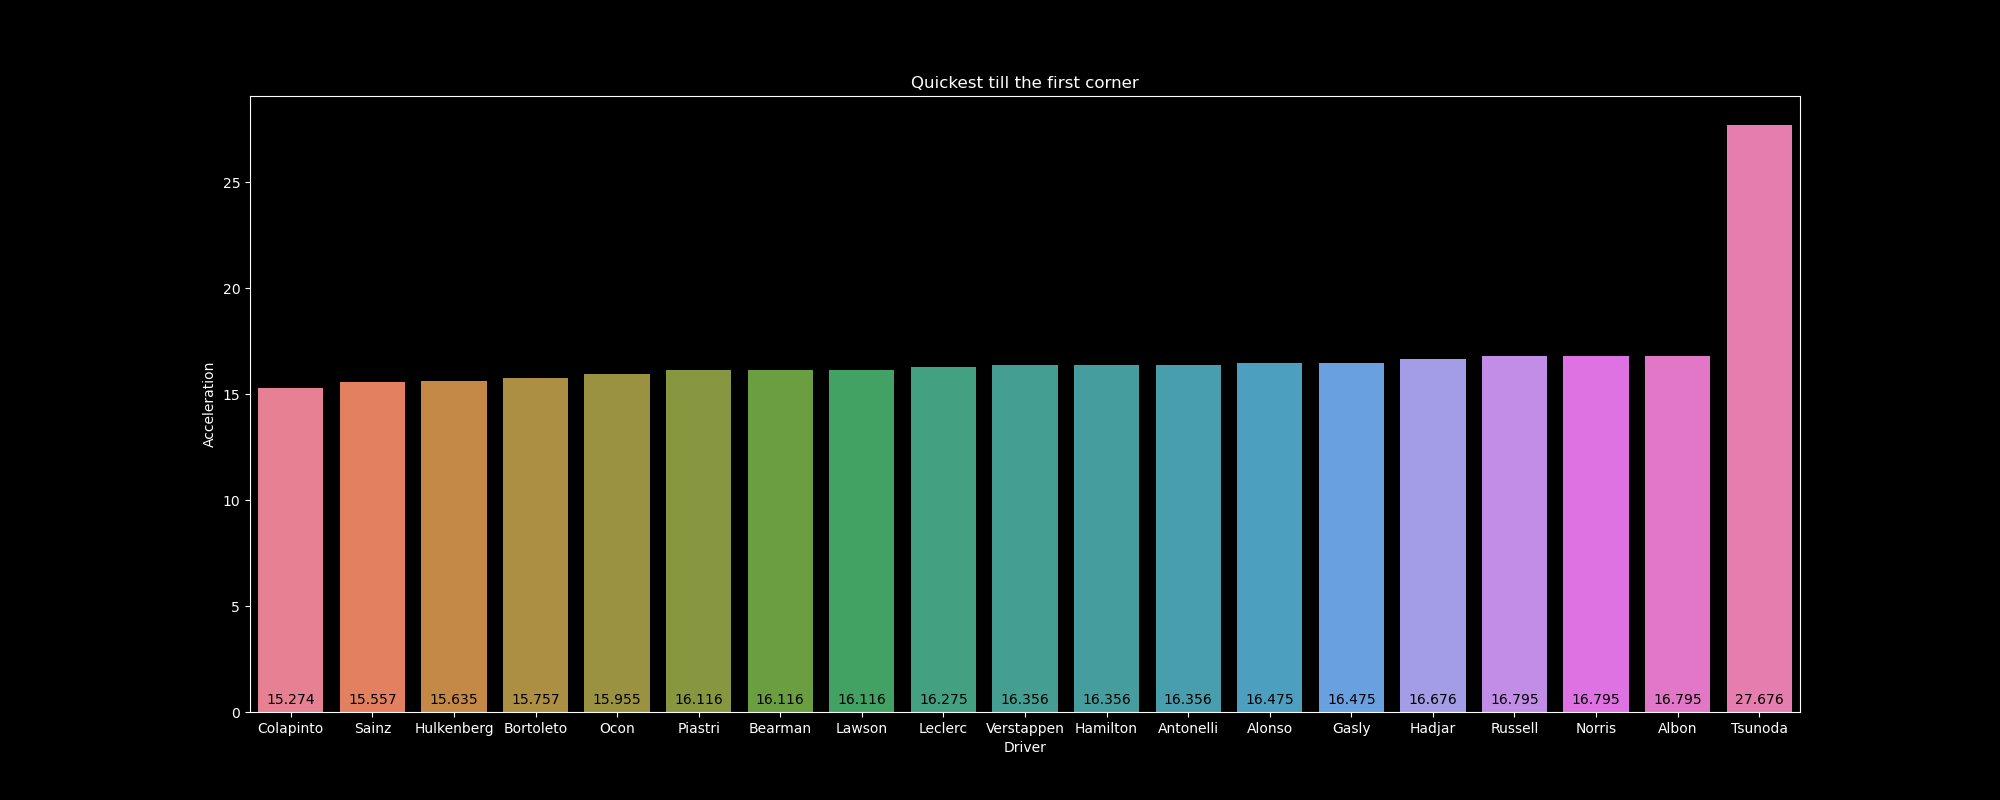 Quickest till the first corner
Acceleration
25
20
15
10
5
0
15.274 15.557 15.635 15.757 15.955 16.116 16.116 16.116 16.275 16.356 16.356 16.356 16.475 16.475 16.676 16.795 16.795 16.795 27.676
Colapinto Sainz Hulkenberg Bortoleto Ocon Piastri Bearman Lawson Leclerc Verstappen Hamilton Antonelli Alonso Gasly Hadjar Russell Norris Albon Tsunoda
Driver